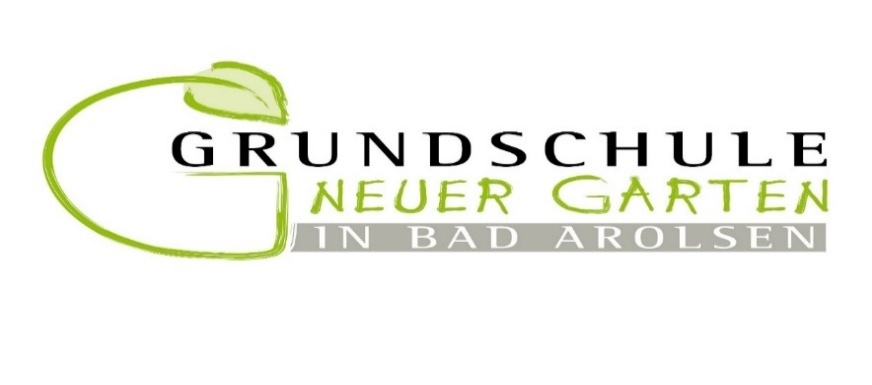 GRUNDSCHULE
NEUER GARTEN
IN BAD AROLSEN